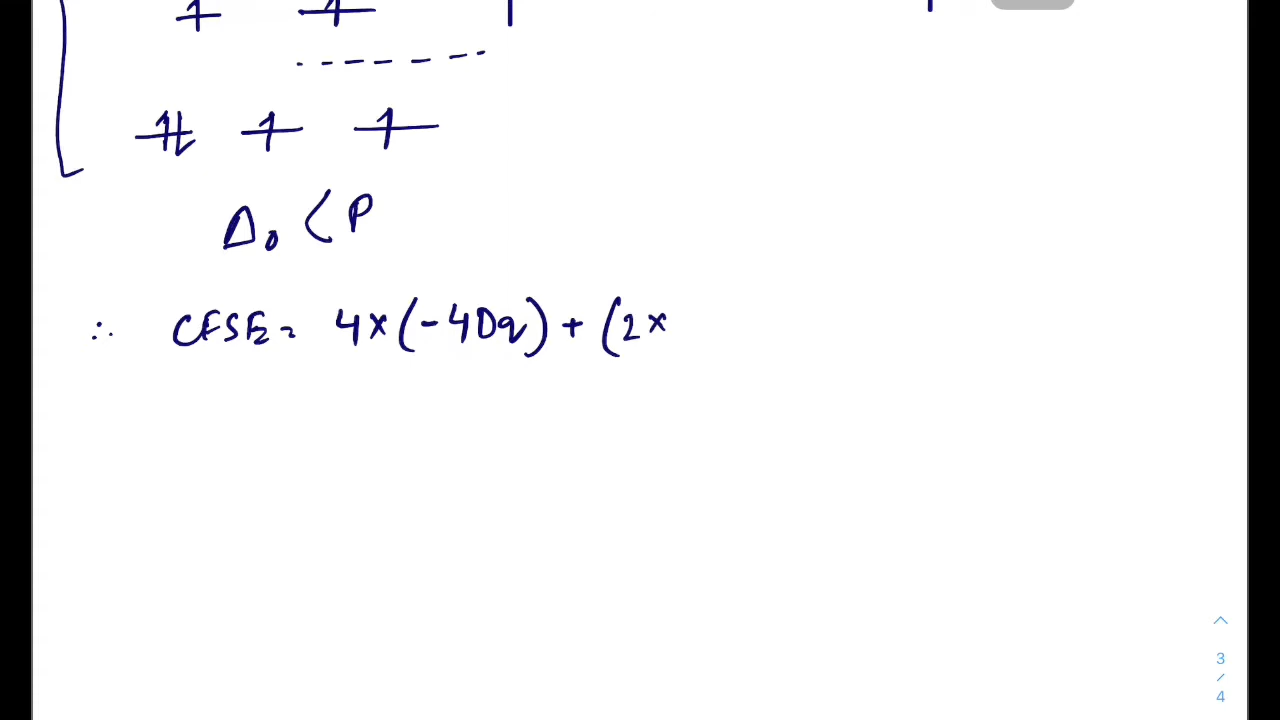 Δ₀ < P
∴ CFSE = 4×(-4Dq) + (2×
3
/
4